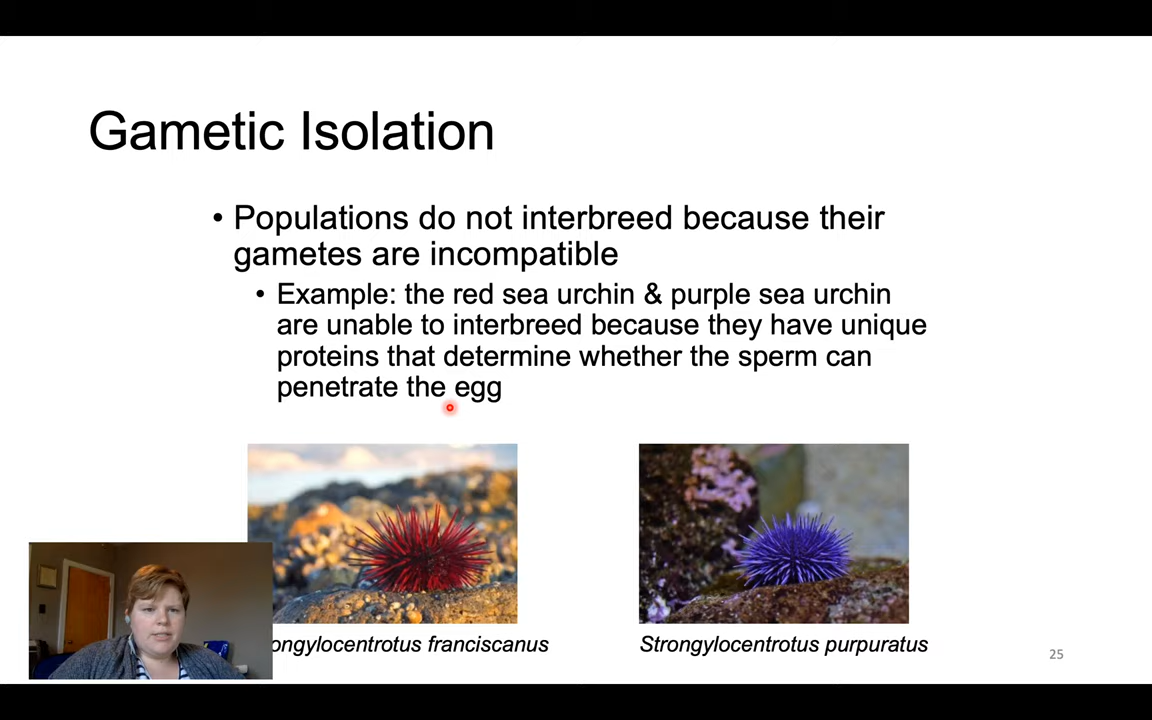 Gametic Isolation
• Populations do not interbreed because their
gametes are incompatible
• Example: the red sea urchin & purple sea urchin
are unable to interbreed because they have unique
proteins that determine whether the sperm can
penetrate the egg
ongylocentrotus franciscanus
Strongylocentrotus purpuratus
25